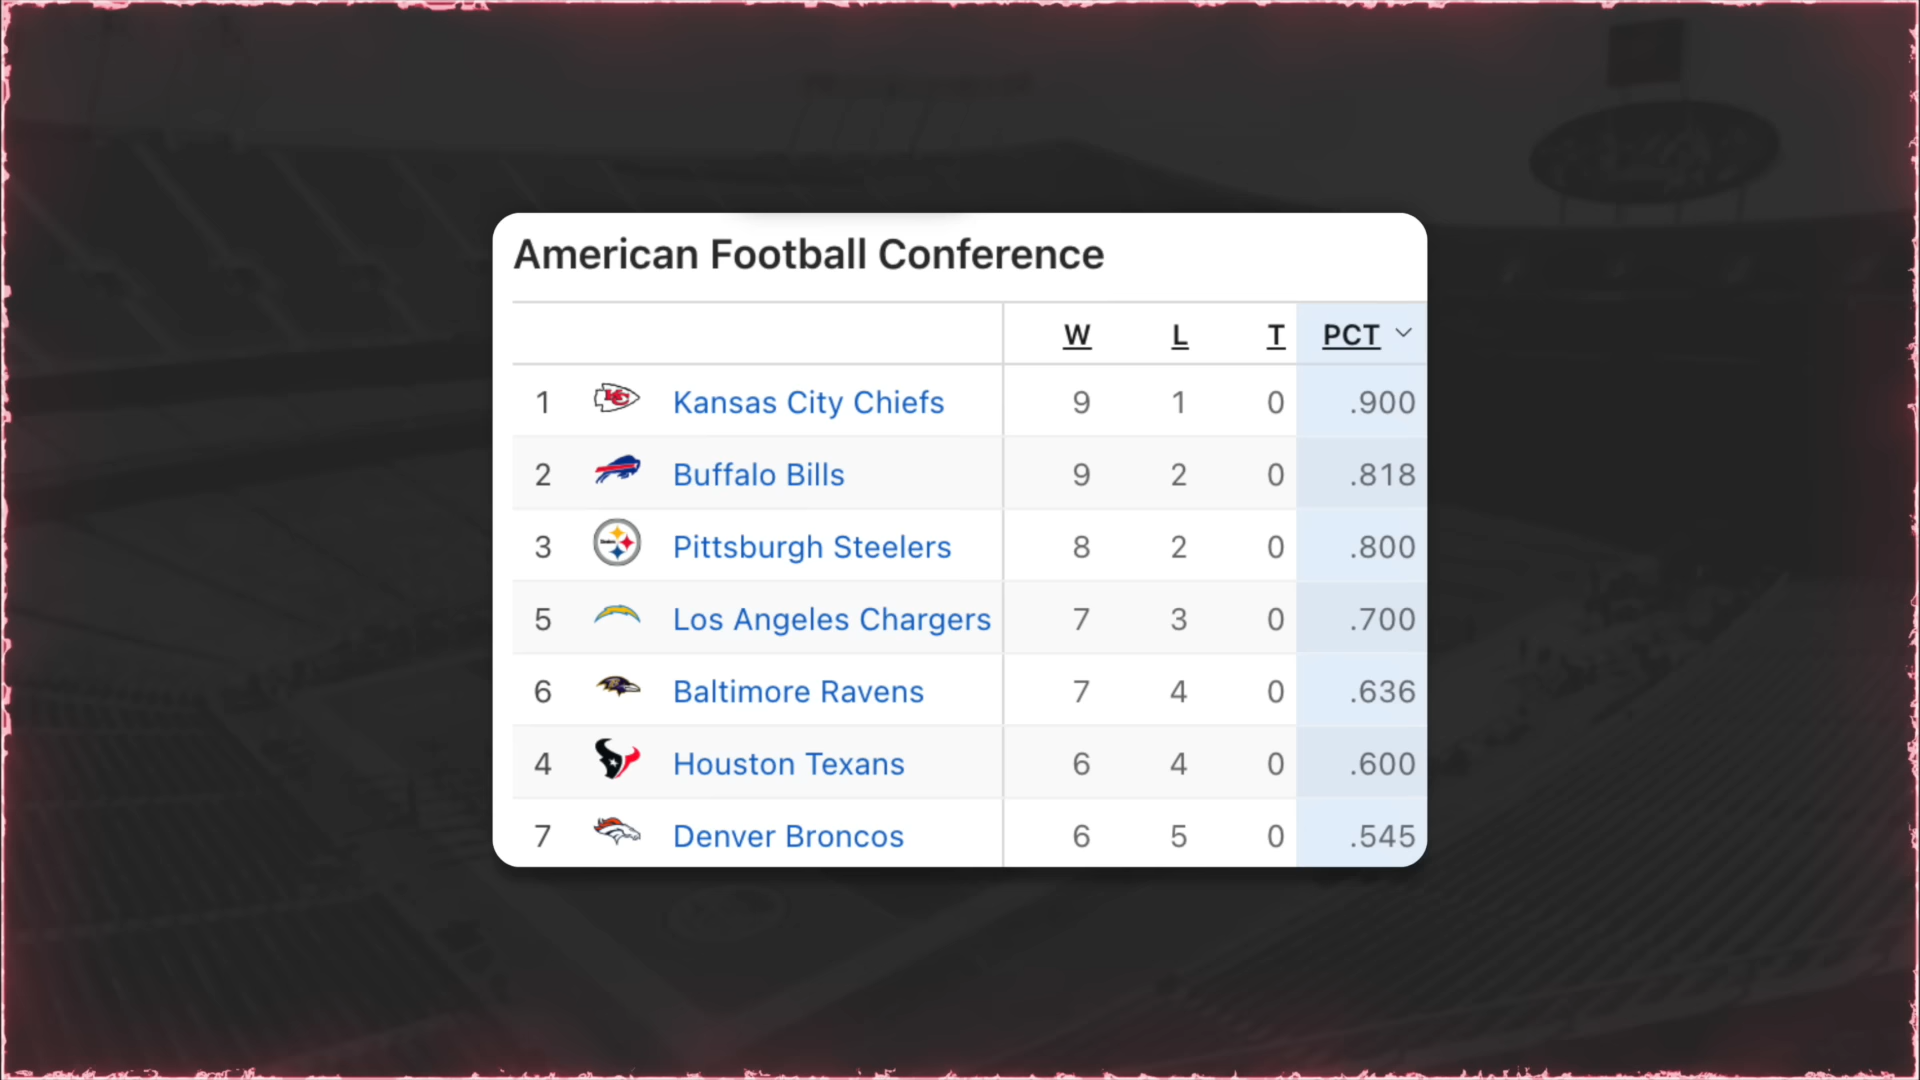 American Football Conference
W L T PCT
1 Kansas City Chiefs 9 1 0 .900
2 Buffalo Bills 9 2 0 .818
3 Pittsburgh Steelers 8 2 0 .800
5 Los Angeles Chargers 7 3 0 .700
6 Baltimore Ravens 7 4 0 .636
4 Houston Texans 6 4 0 .600
7 Denver Broncos 6 5 0 .545